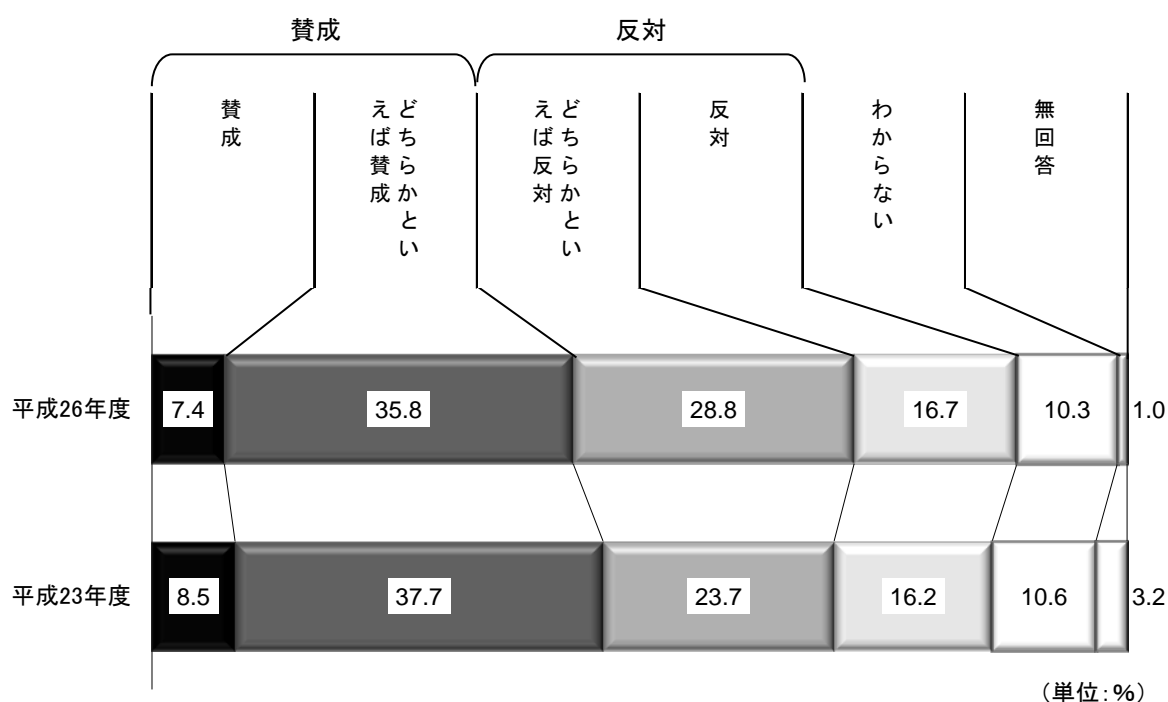 賛成
反対
賛成
どちらかとい
えば賛成
どちらかとい
えば反対
反対
わからない
無回答
平成26年度
7.4
35.8
28.8
16.7
10.3
1.0
平成23年度
8.5
37.7
23.7
16.2
10.6
3.2
（単位：％）